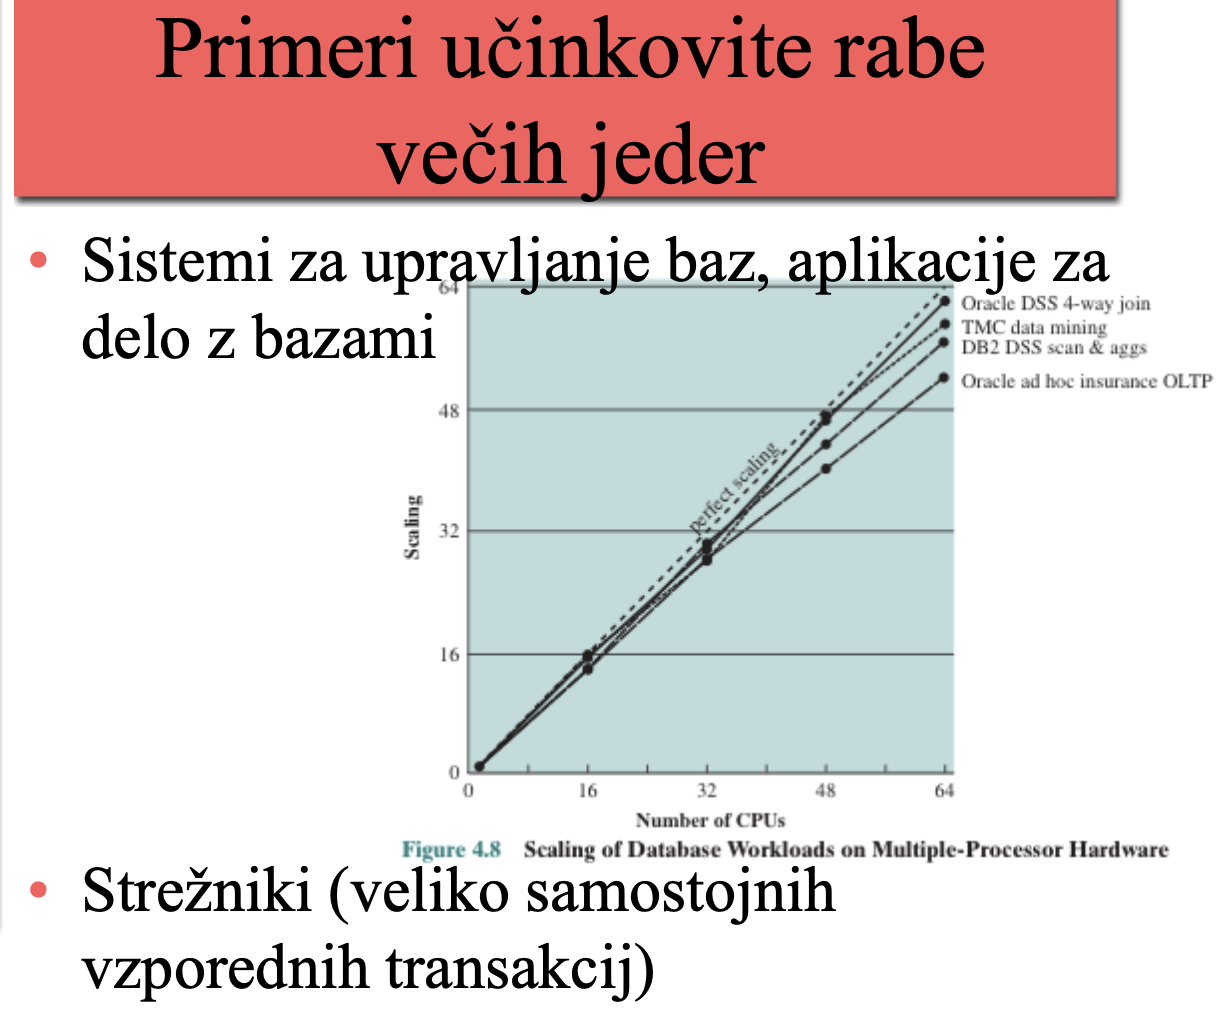 Primeri učinkovite rabe
večih jeder
• Sistemi za upravljanje baz, aplikacije za
delo z bazami
64
Oracle DSS 4-way join
TMC data mining
DB2 DSS scan & aggs
Oracle ad hoc insurance OLTP
48
perfect scaling
Scaling
32
16
0
0 16 32 48 64
Number of CPUs
Figure 4.8 Scaling of Database Workloads on Multiple-Processor Hardware
• Strežniki (veliko samostojnih
vzporednih transakcij)